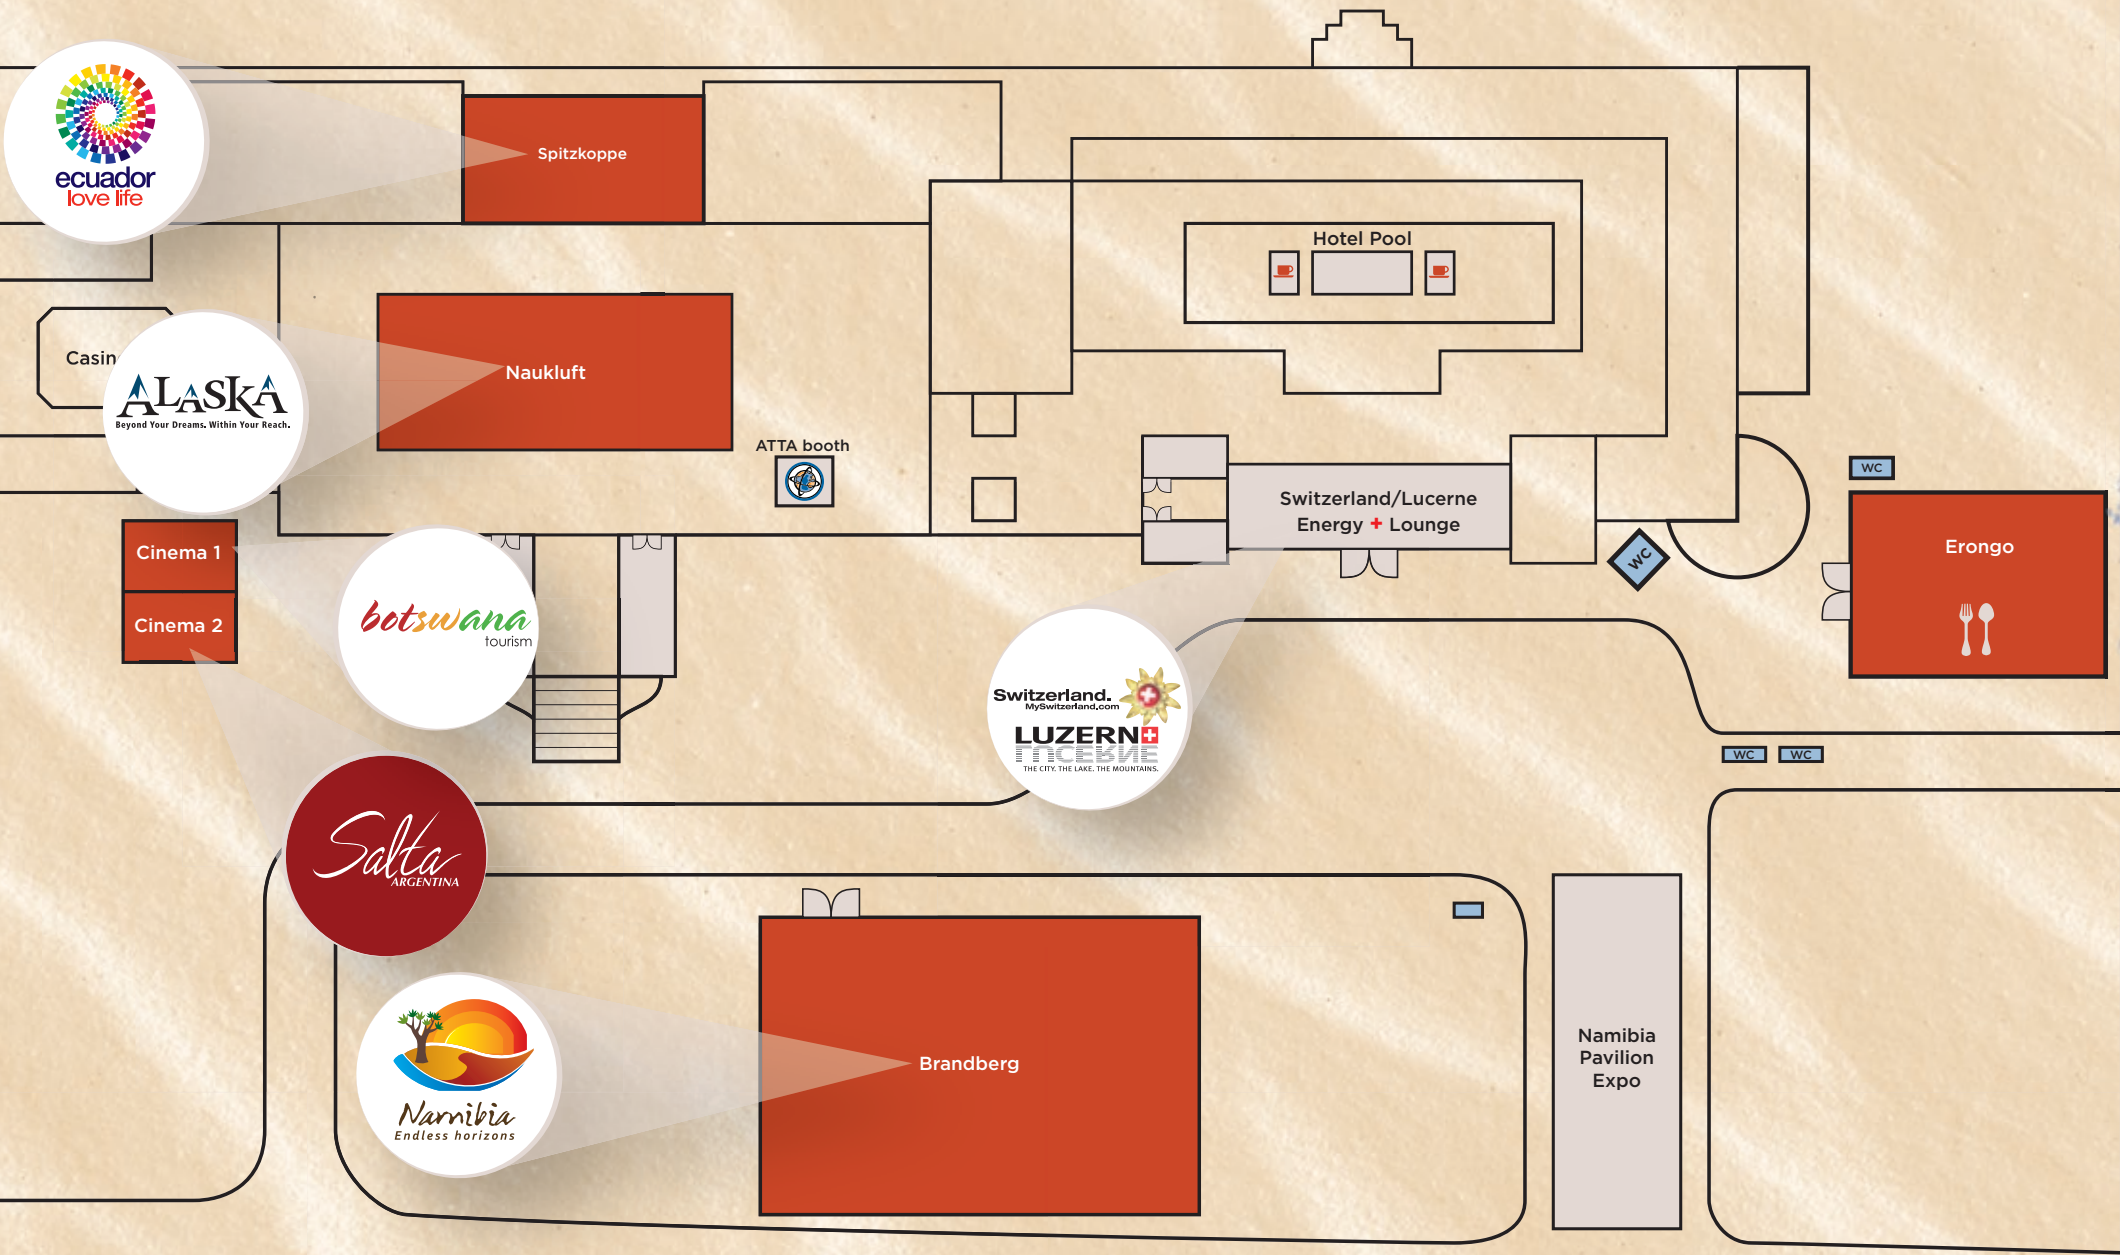 ecuador
love life
Spitzkoppe
Hotel Pool
Casin
ALASKA
Beyond Your Dreams. Within Your Reach.
Naukluft
ATTA booth
WC
Switzerland/Lucerne
Energy + Lounge
WC
Erongo
Cinema 1
Cinema 2
botswana
tourism
Switzerland.
MySwitzerland.com
LUZERN
LUCERNE
THE CITY. THE LAKE. THE MOUNTAINS.
WC
WC
Salta
ARGENTINA
Namibia
Endless horizons
Brandberg
Namibia
Pavilion
Expo